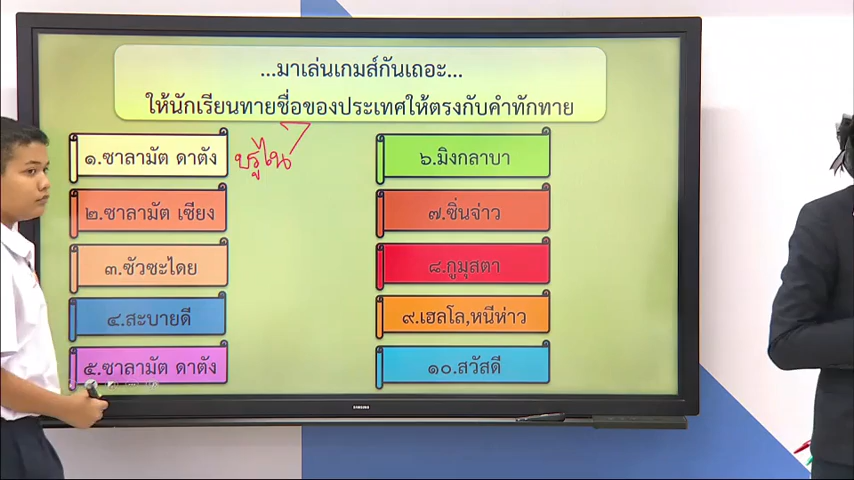 ...มาเล่นเกมส์กันเถอะ...
ให้นักเรียนทายชื่อของประเทศให้ตรงกับคำทักทาย
๑.ซาลามัต ดาตัง
บรูไน
๒.ซาลามัต เซียง
๓.ซัวซะไดย
๔.สะบายดี
๕.ซาลามัต ดาตัง
๖.มิงกลาบา
๗.ซิ่นจ่าว
๘.กูมุสตา
๙.เฮลโล,หนีห่าว
๑๐.สวัสดี
SAMSUNG